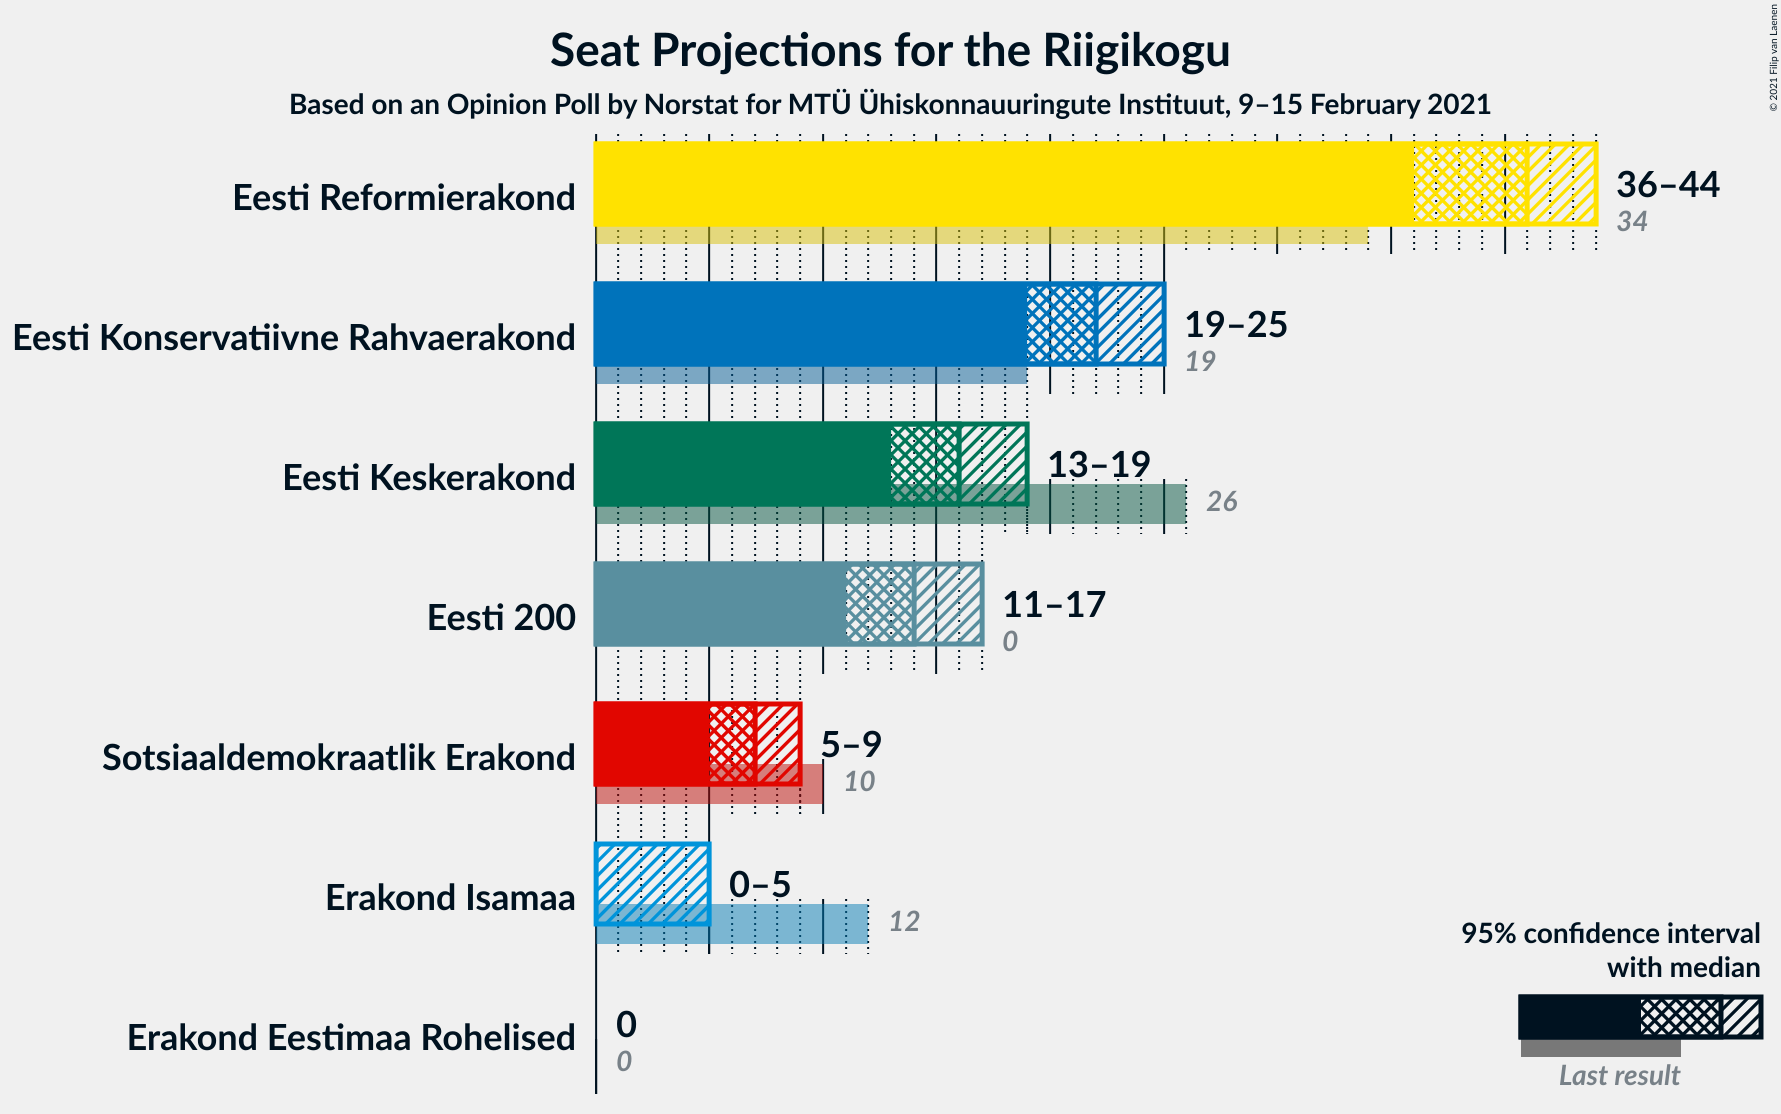 Seat Projections for the Riigikogu
Based on an Opinion Poll by Norstat for MTÜ Ühiskonnauuringute Instituut, 9–15 February 2021
© 2021 Filip van Laenen
Eesti Reformierakond
36–44
34
Eesti Konservatiivne Rahvaerakond
19–25
19
Eesti Keskerakond
13–19
26
Eesti 200
11–17
0
Sotsiaaldemokraatlik Erakond
5–9
10
Erakond Isamaa
0–5
12
Erakond Eestimaa Rohelised
0
0
95% confidence interval
with median
Last result